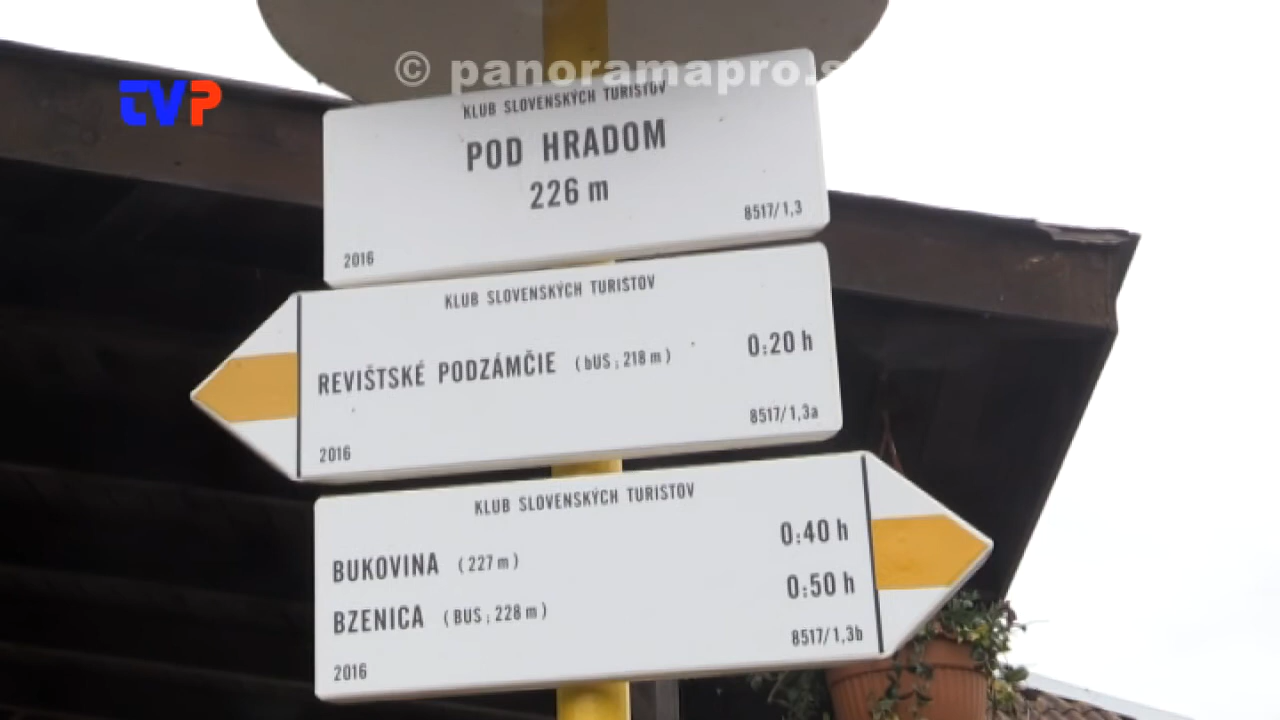 © panoramapro.s
TVP
KLUB SLOVENSKÝCH TURISTOV
POD HRADOM
226 m
8517/1,3
2016
KLUB SLOVENSKÝCH TURISTOV
REVIŠTSKÉ PODZÁMČIE (bUS ; 218 m) 0:20 h
8517/1,3a
2016
KLUB SLOVENSKÝCH TURISTOV
BUKOVINA (227 m) 0:40 h
BZENICA (BUS ; 228 m) 0:50 h
8517/1,3b
2016